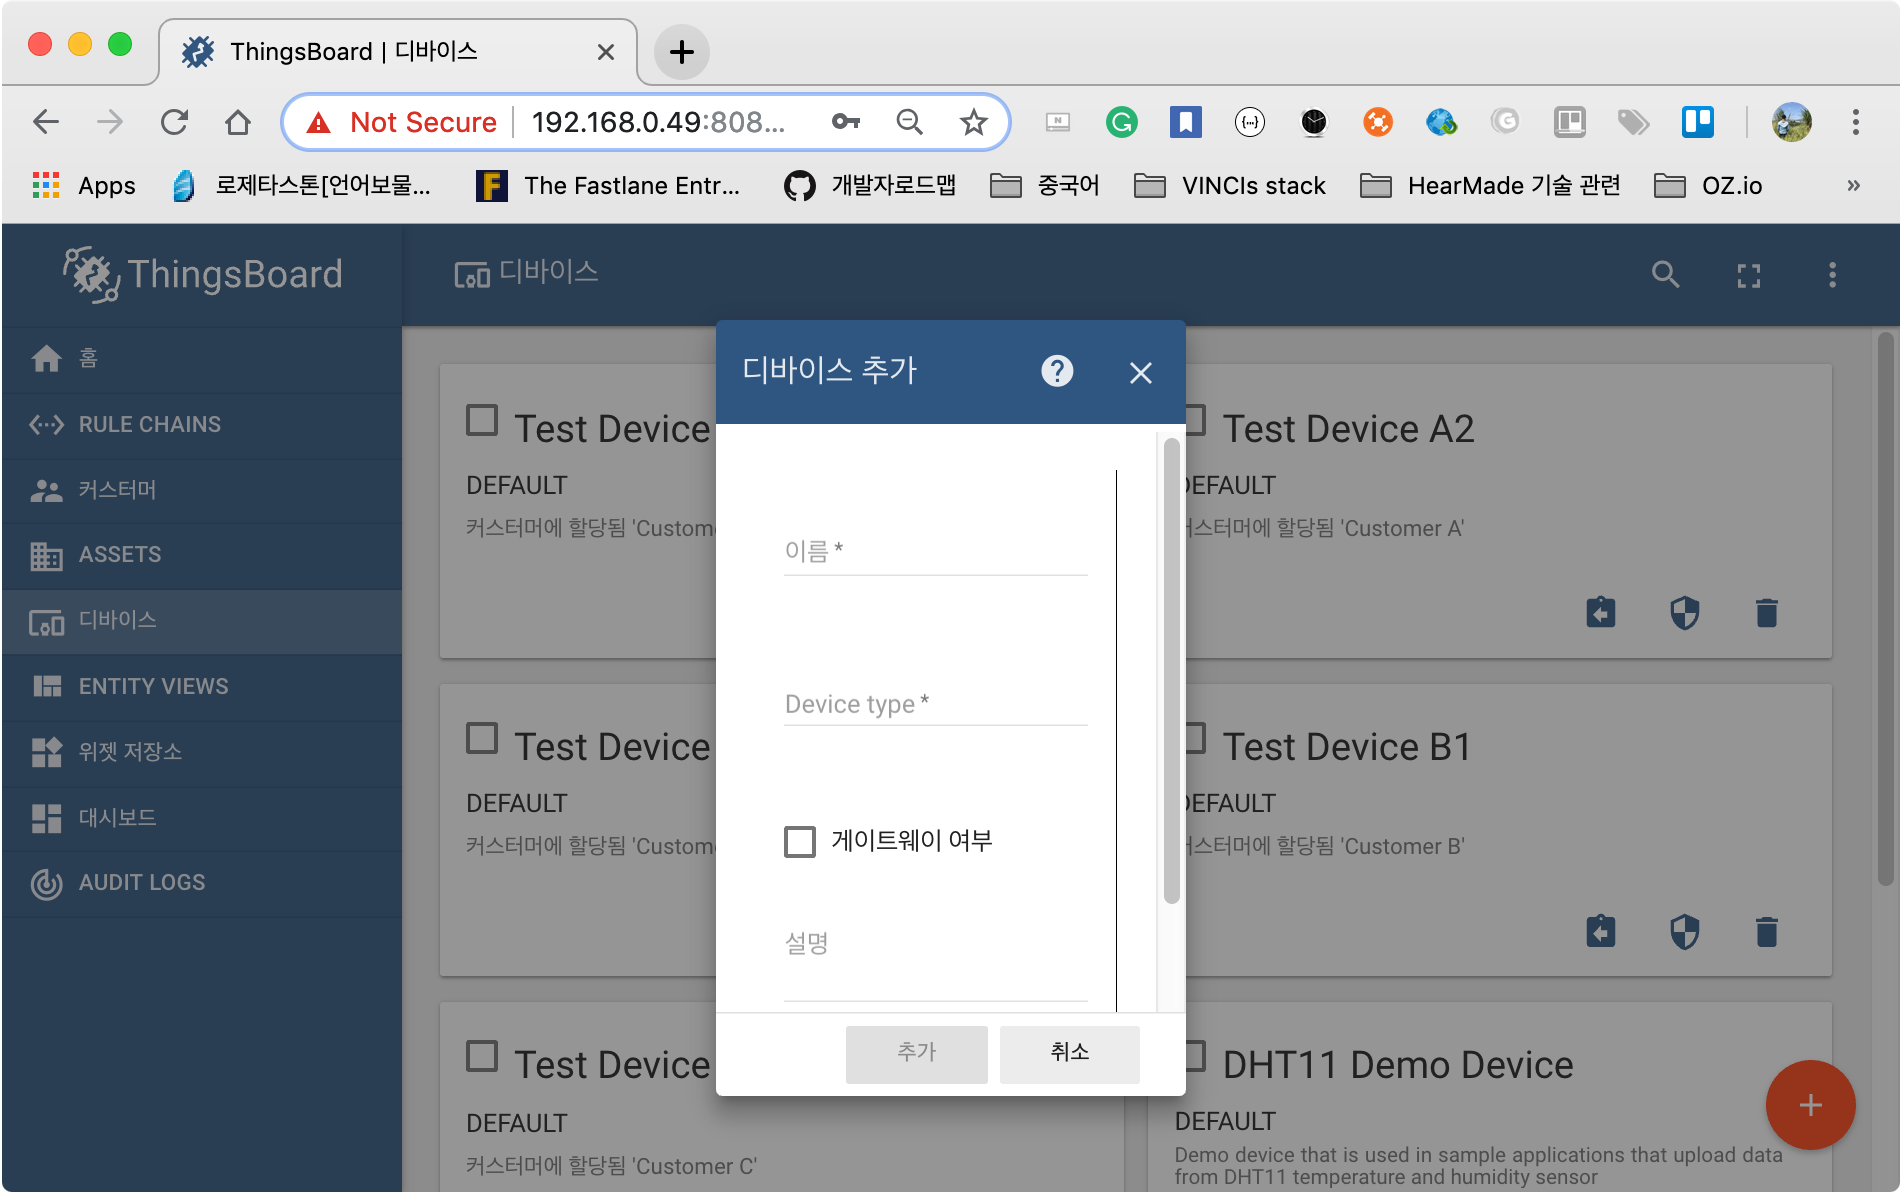 ThingsBoard | 디바이스
Not Secure 192.168.0.49:808...
Apps 로제타스톤[언어보물... The Fastlane Entr... 개발자로드맵 중국어 VINCIs stack HearMade 기술 관련 OZ.io »
ThingsBoard
디바이스
홈
RULE CHAINS
커스터머
ASSETS
디바이스
ENTITY VIEWS
위젯 저장소
대시보드
AUDIT LOGS
Test Device
DEFAULT
커스터머에 할당됨 'Custome
Test Device A2
DEFAULT
커스터머에 할당됨 'Customer A'
Test Device
DEFAULT
커스터머에 할당됨 'Custome
Test Device B1
DEFAULT
커스터머에 할당됨 'Customer B'
Test Device
DEFAULT
커스터머에 할당됨 'Customer C'
DHT11 Demo Device
DEFAULT
Demo device that is used in sample applications that upload data
from DHT11 temperature and humidity sensor
디바이스 추가
이름 *
Device type *
게이트웨이 여부
설명
추가
취소